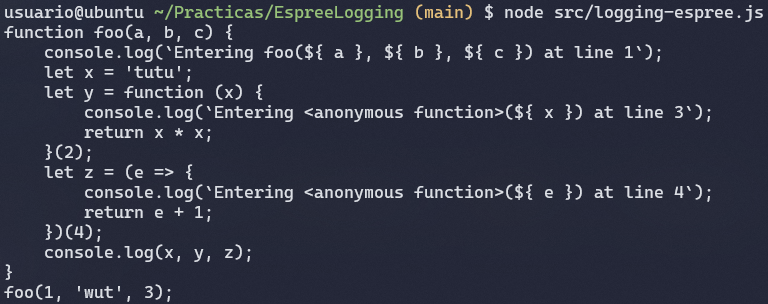 usuario@ubuntu ~/Practicas/EspreeLogging (main) $ node src/logging-espree.js
function foo(a, b, c) {
    console.log(`Entering foo(${ a }, ${ b }, ${ c }) at line 1`);
    let x = 'tutu';
    let y = function (x) {
        console.log(`Entering <anonymous function>(${ x }) at line 3`);
        return x * x;
    }(2);
    let z = (e => {
        console.log(`Entering <anonymous function>(${ e }) at line 4`);
        return e + 1;
    })(4);
    console.log(x, y, z);
}
foo(1, 'wut', 3);